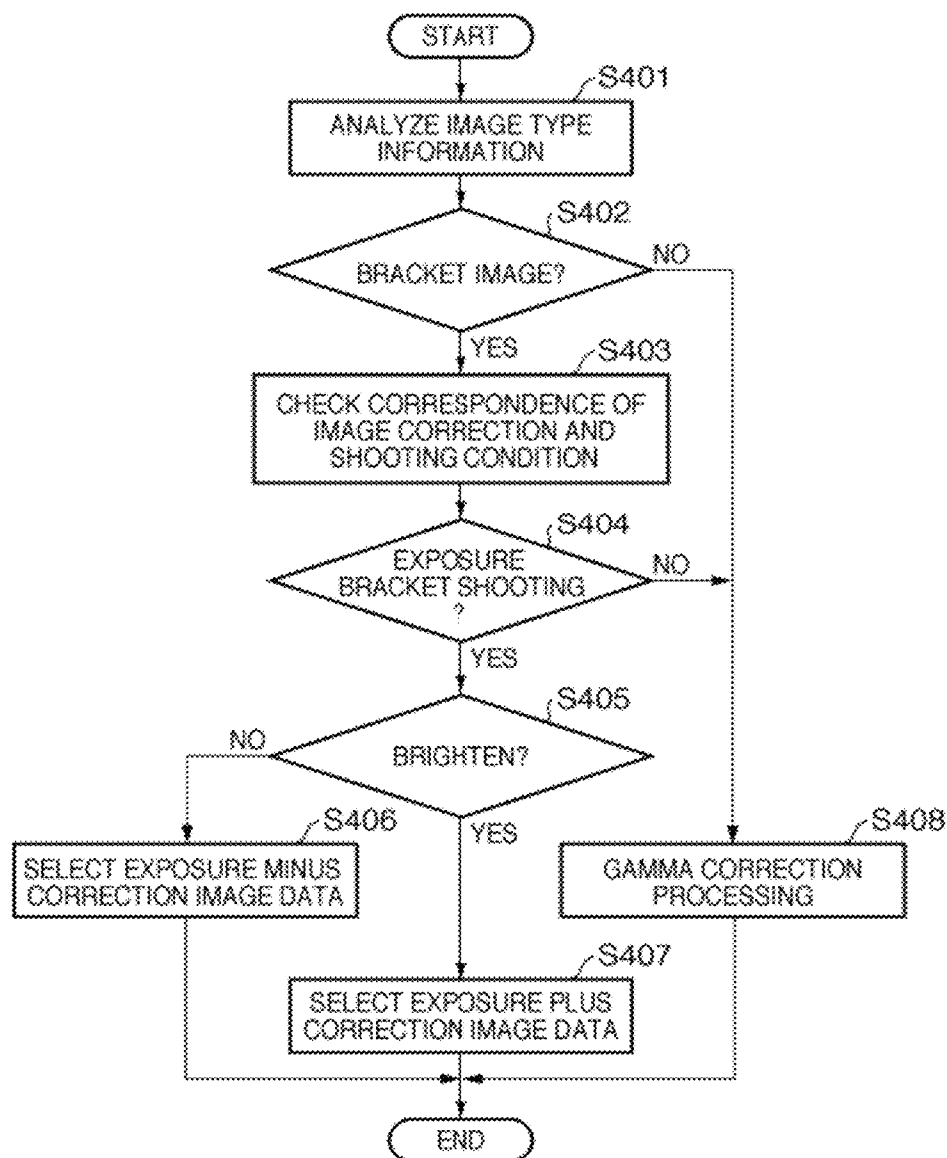 START
S401
ANALYZE IMAGE TYPE
INFORMATION
S402
BRACKET IMAGE?
NO
YES
S403
CHECK CORRESPONDENCE OF
IMAGE CORRECTION AND
SHOOTING CONDITION
S404
EXPOSURE
BRACKET SHOOTING
?
NO
YES
S405
NO
BRIGHTEN?
YES
S406
SELECT EXPOSURE MINUS
CORRECTION IMAGE DATA
S408
GAMMA CORRECTION
PROCESSING
S407
SELECT EXPOSURE PLUS
CORRECTION IMAGE DATA
END